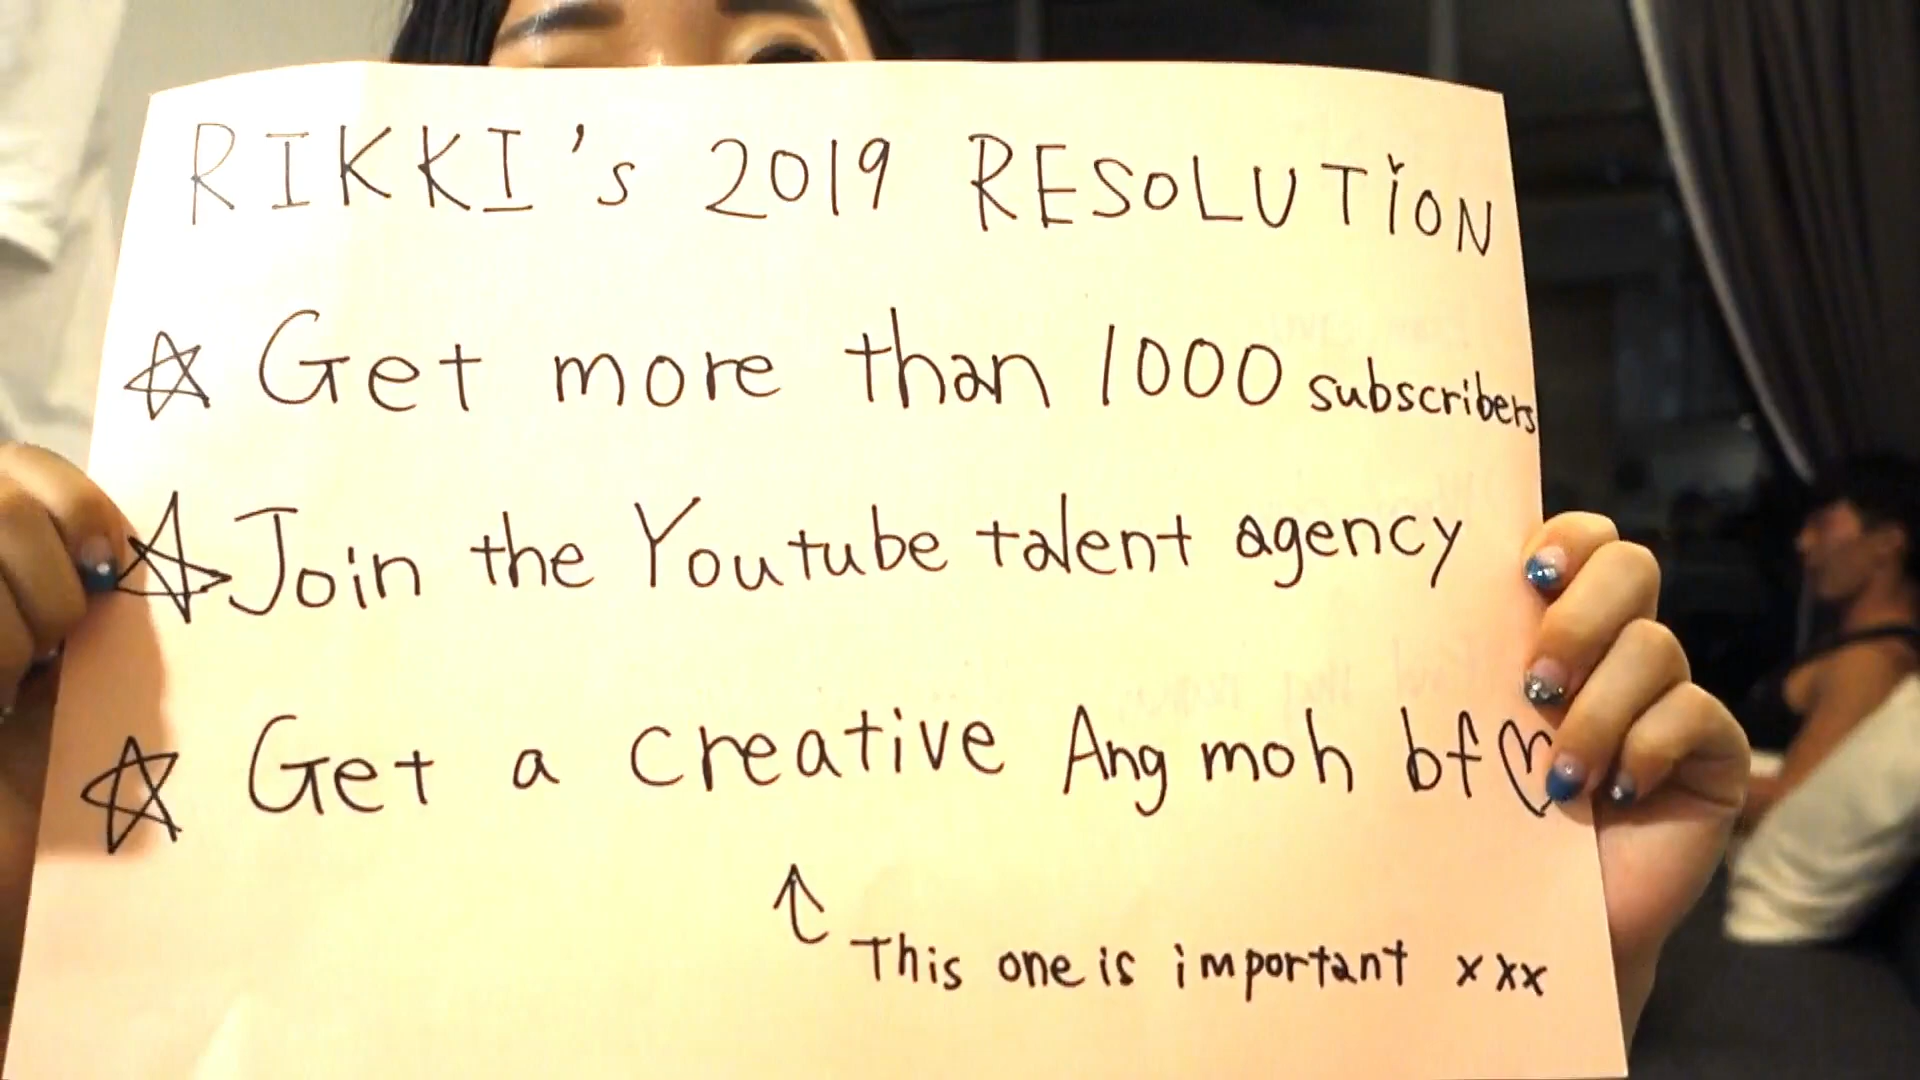 RIKKI's 2019 RESOLUTION
☆ Get more than 1000 subscribers
☆ Join the Youtube talent agency
☆ Get a creative Ang moh bf♡
↑ This one is important xxx